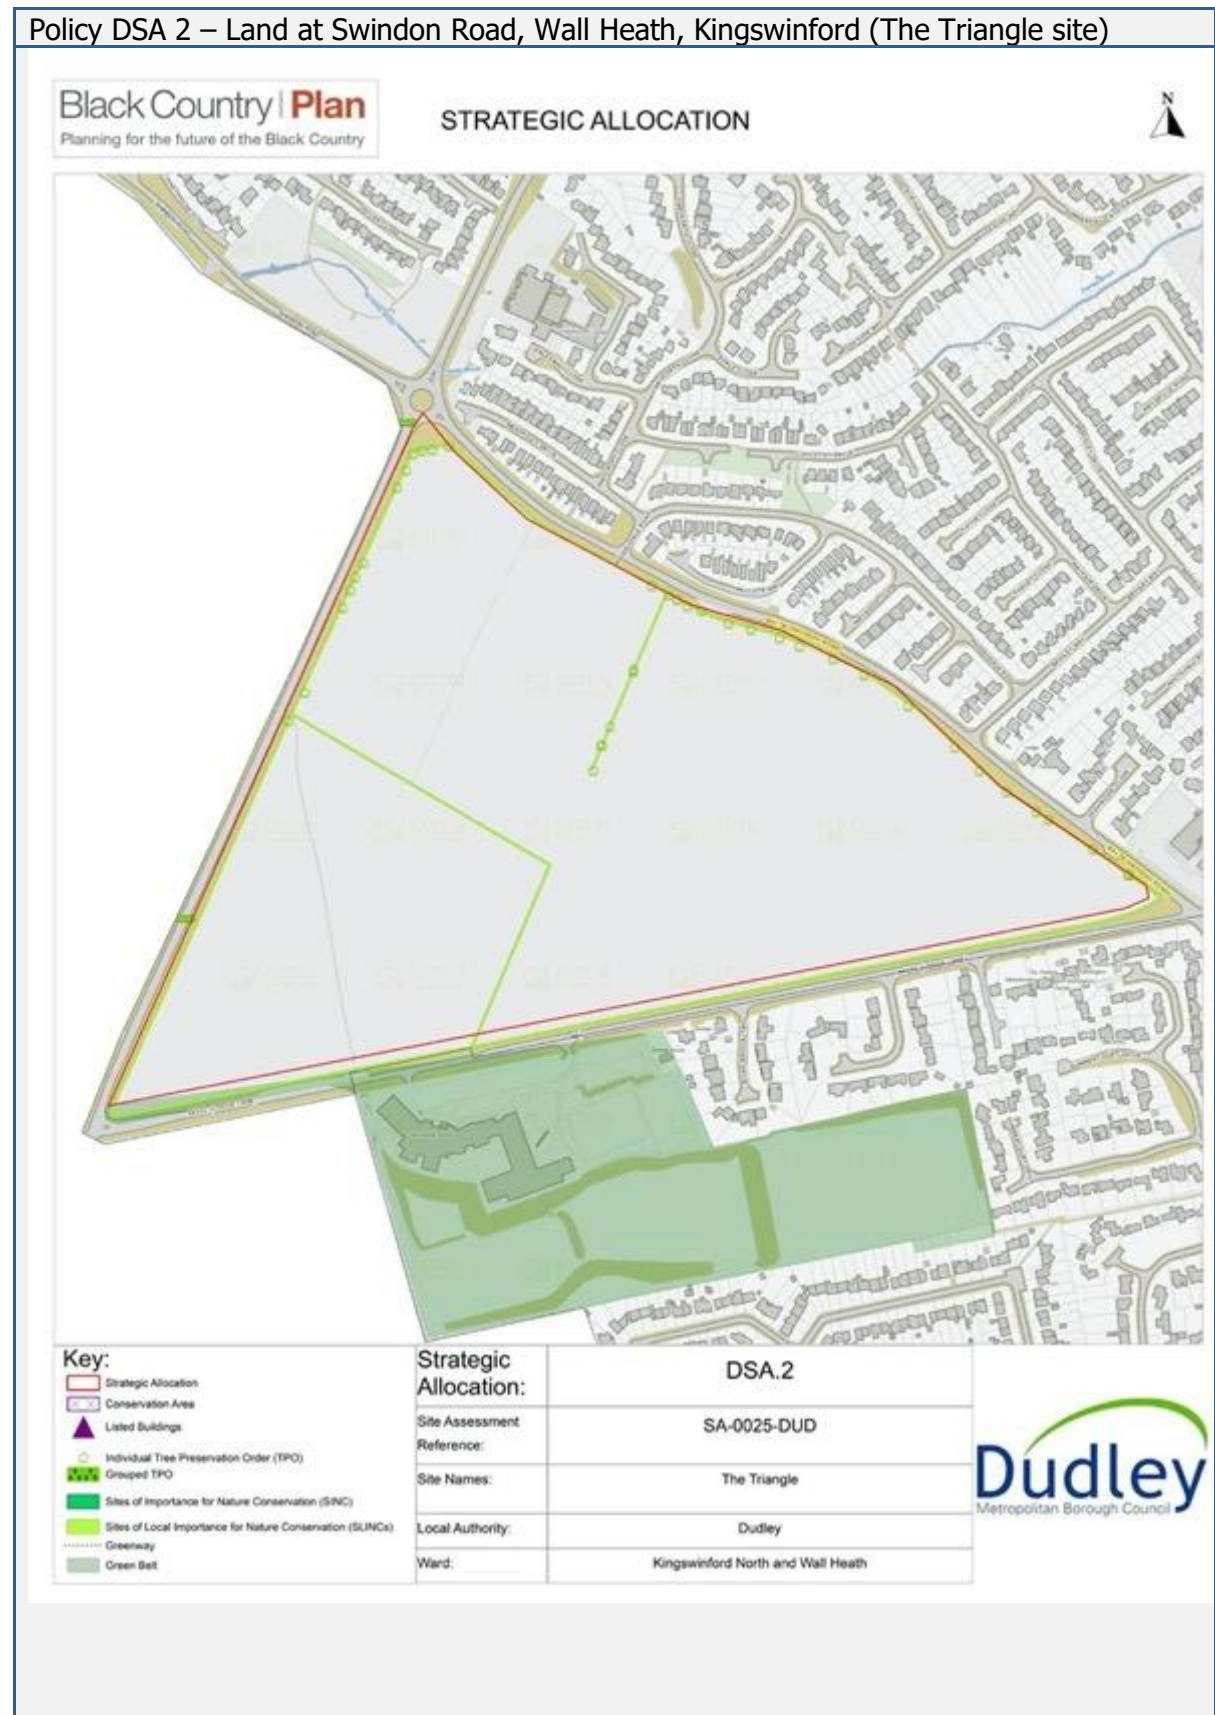 Policy DSA 2 – Land at Swindon Road, Wall Heath, Kingswinford (The Triangle site)
Black Country | Plan
Planning for the future of the Black Country
STRATEGIC ALLOCATION
N
Key:
Strategic Allocation
Conservation Area
Listed Buildings
Individual Tree Preservation Order (TPO)
Grouped TPO
Sites of Importance for Nature Conservation (SINC)
Sites of Local Importance for Nature Conservation (SLINCs)
Greenway
Green Belt
Strategic
Allocation:
DSA.2
Site Assessment
Reference:
SA-0025-DUD
Site Names:
The Triangle
Local Authority:
Dudley
Ward:
Kingswinford North and Wall Heath
Dudley
Metropolitan Borough Council